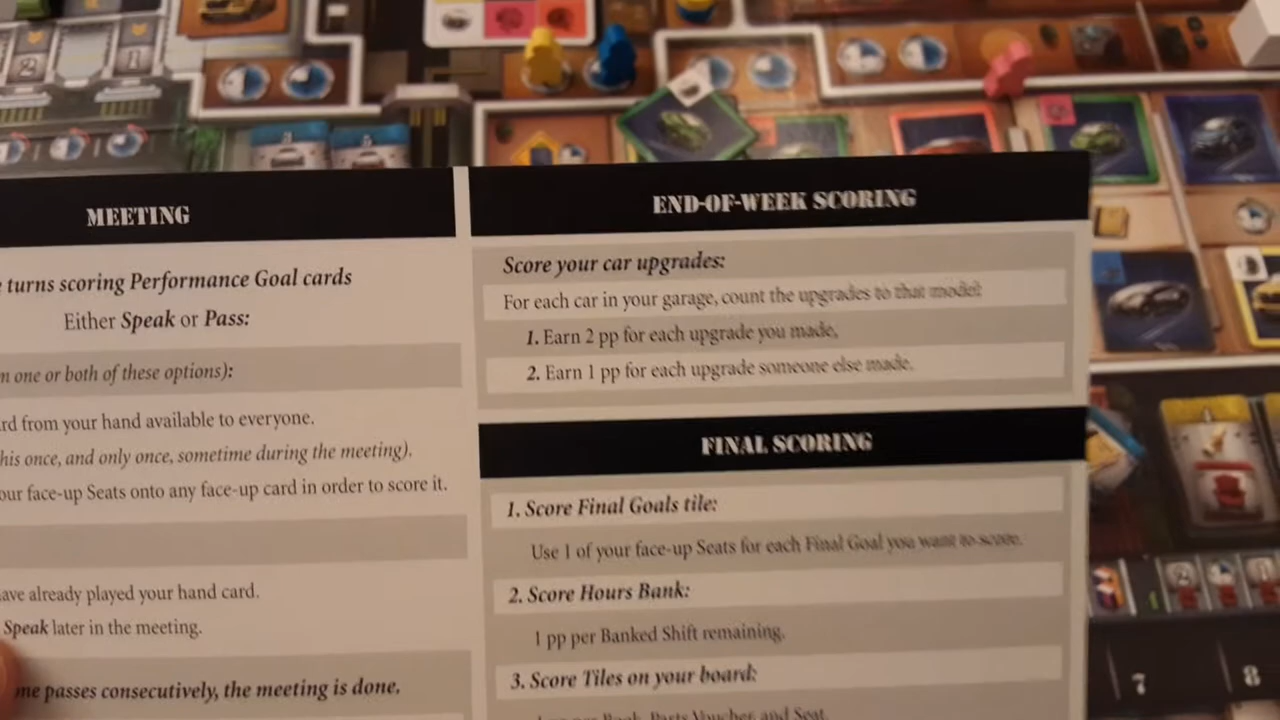 MEETING
turns scoring Performance Goal cards
Either Speak or Pass:
one or both of these options):
from your hand available to everyone.
once, and only once, sometime during the meeting).
face-up Seats onto any face-up card in order to score it.
already played your hand card.
Speak later in the meeting.
passes consecutively, the meeting is done.
END-OF-WEEK SCORING
Score your car upgrades:
For each car in your garage, count the upgrades to that model:
1. Earn 2 pp for each upgrade you made,
2. Earn 1 pp for each upgrade someone else made.
FINAL SCORING
1. Score Final Goals tile:
Use 1 of your face-up Seats for each Final Goal you want to score.
2. Score Hours Bank:
1 pp per Banked Shift remaining.
3. Score Tiles on your board:
per Book, Parts Voucher, and Seat.
7
8